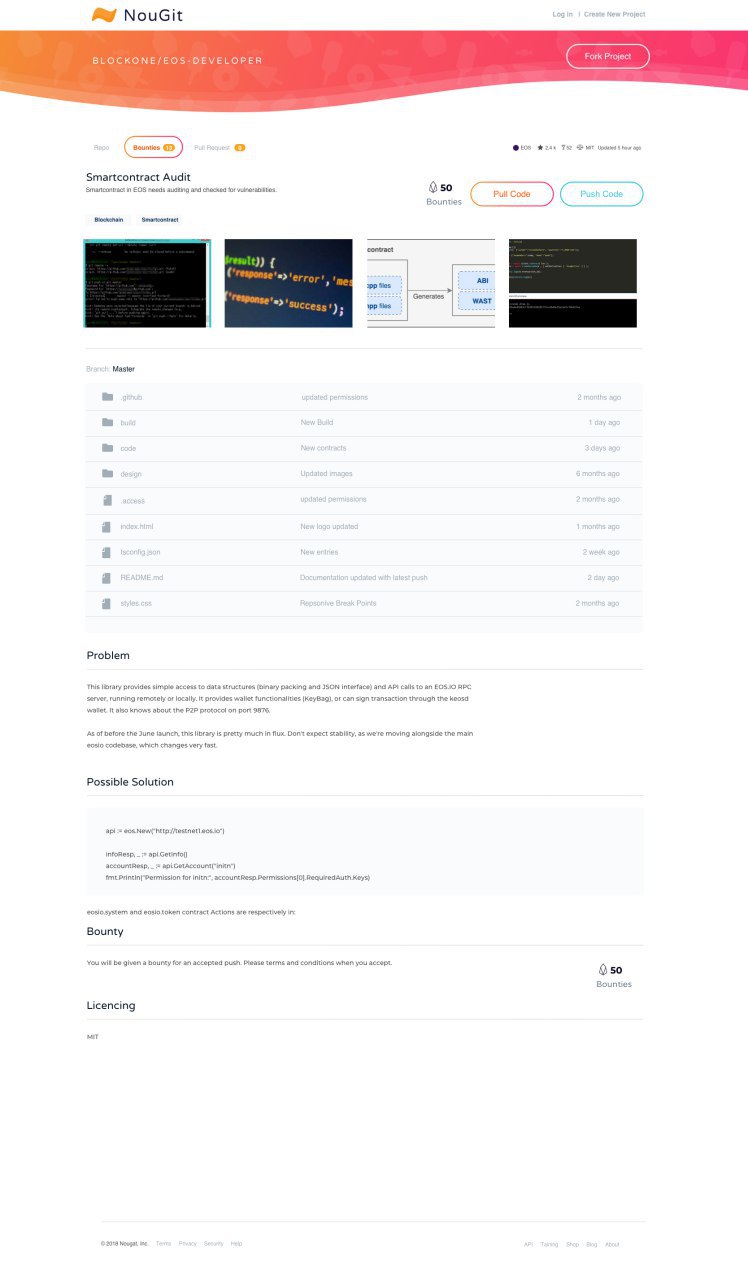 NouGit
Log In | Create New Project
BLOCKONE/EOS-DEVELOPER
Fork Project
Repo
Bounties 12
Pull Request
EOS 2,4 k 52 MIT Updated 5 hour ago
Smartcontract Audit
Smartcontract in EOS needs auditing and checked for vulnerabilities.
50
Bounties
Pull Code
Push Code
Blockchain
Smartcontract
$result)) {
('response'=>'error','mes
('response'=>'success');
contract
pp files
pp files
Generates
ABI
WAST
Branch: Master
.github updated permissions 2 months ago
build New Build 1 day ago
code New contracts 3 days ago
design Updated images 6 months ago
.access updated permissions 2 months ago
index.html New logo updated 1 months ago
tsconfig.json New entries 2 week ago
README.md Documentation updated with latest push 2 day ago
styles.css Repsonive Break Points 2 months ago
Problem
This library provides simple access to data structures (binary packing and JSON interface) and API calls to an EOS.IO RPC
server, running remotely or locally. It provides wallet functionalities (KeyBag), or can sign transaction through the keosd
wallet. It also knows about the P2P protocol on port 9876.
As of before the June launch, this library is pretty much in flux. Don't expect stability, as we're moving alongside the main
eosio codebase, which changes very fast.
Possible Solution
api := eos.New("http://testnet1.eos.io")
infoResp, _ := api.GetInfo()
accountResp, _ := api.GetAccount("initn")
fmt.Println("Permission for initn:", accountResp.Permissions[0].RequiredAuth.Keys)
eosio.system and eosio.token contract Actions are respectively in:
Bounty
You will be given a bounty for an accepted push. Please terms and conditions when you accept.
50
Bounties
Licencing
MIT
© 2018 Nougat, Inc. Terms Privacy Security Help
API Training Shop Blog About